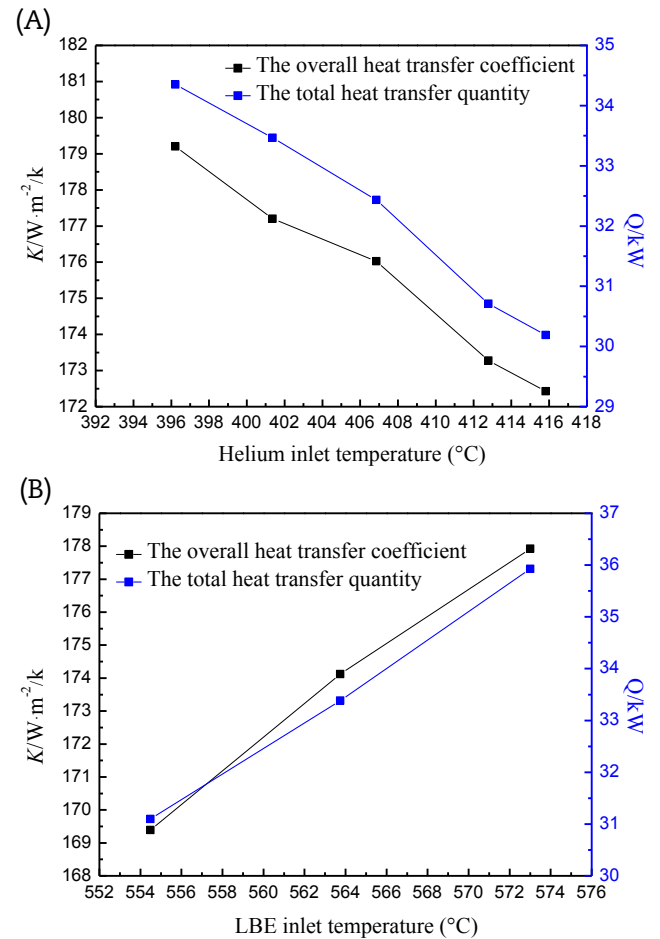 (A)
182
181
180
179
178
177
176
175
174
173
172
K/W·m⁻²/k
The overall heat transfer coefficient
The total heat transfer quantity
35
34
33
32
31
30
29
Q/kW
392 394 396 398 400 402 404 406 408 410 412 414 416 418
Helium inlet temperature (°C)
(B)
179
178
177
176
175
174
173
172
171
170
169
168
K/W·m⁻²/k
The overall heat transfer coefficient
The total heat transfer quantity
37
36
35
34
33
32
31
30
Q/kW
552 554 556 558 560 562 564 566 568 570 572 574 576
LBE inlet temperature (°C)